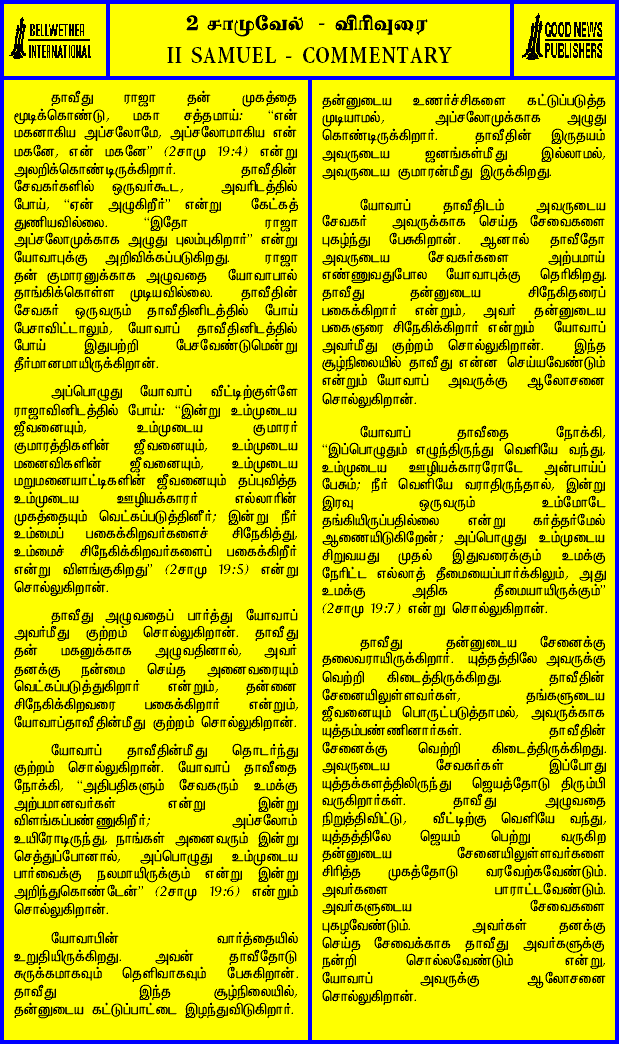 BELLWETHER
INTERNATIONAL
2 சாமுவேல் - விரிவுரை
II SAMUEL - COMMENTARY
GOOD NEWS
PUBLISHERS
தாவீது ராஜா தன் முகத்தை
மூடிக்கொண்டு, மகா சத்தமாய்: “என்
மகனாகிய அப்சலோமே, அப்சலோமாகிய என்
மகனே, என் மகனே” (2சாமு 19:4) என்று
அலறிக்கொண்டிருக்கிறார். தாவீதின்
சேவகர்களில் ஒருவர்கூட, அவரிடத்தில்
போய், “ஏன் அழுகிறீர்” என்று கேட்கத்
துணியவில்லை. “இதோ ராஜா
அப்சலோமுக்காக அழுது புலம்புகிறார்” என்று
யோவாபுக்கு அறிவிக்கப்படுகிறது. ராஜா
தன் குமாரனுக்காக அழுவதை யோவாபால்
தாங்கிக்கொள்ள முடியவில்லை. தாவீதின்
சேவகர் ஒருவரும் தாவீதினிடத்தில் போய்
பேசாவிட்டாலும், யோவாப் தாவீதினிடத்தில்
போய் இதுபற்றி பேசவேண்டுமென்று
தீர்மானமாயிருக்கிறான்.
அப்பொழுது யோவாப் வீட்டிற்குள்ளே
ராஜாவினிடத்தில் போய்: “இன்று உம்முடைய
ஜீவனையும், உம்முடைய குமாரர்
குமாரத்திகளின் ஜீவனையும், உம்முடைய
மனைவிகளின் ஜீவனையும், உம்முடைய
மறுமனையாட்டிகளின் ஜீவனையும் தப்புவித்த
உம்முடைய ஊழியக்காரர் எல்லாரின்
முகத்தையும் வெட்கப்படுத்தினீர்; இன்று நீர்
உம்மைப் பகைக்கிறவர்களைச் சிநேகித்து,
உம்மைச் சிநேகிக்கிறவர்களைப் பகைக்கிறீர்
என்று விளங்குகிறது” (2சாமு 19:5) என்று
சொல்லுகிறான்.
தாவீது அழுவதைப் பார்த்து யோவாப்
அவர்மீது குற்றம் சொல்லுகிறான். தாவீது
தன் மகனுக்காக அழுவதினால், அவர்
தனக்கு நன்மை செய்த அனைவரையும்
வெட்கப்படுத்துகிறார் என்றும், தன்னை
சிநேகிக்கிறவரை பகைக்கிறார் என்றும்,
யோவாப்தாவீதின்மீது குற்றம் சொல்லுகிறான்.
யோவாப் தாவீதின்மீது தொடர்ந்து
குற்றம் சொல்லுகிறான். யோவாப் தாவீதை
நோக்கி, “அதிபதிகளும் சேவகரும் உமக்கு
அற்பமானவர்கள் என்று இன்று
விளங்கப்பண்ணுகிறீர்; அப்சலோம்
உயிரோடிருந்து, நாங்கள் அனைவரும் இன்று
செத்துப்போனால், அப்பொழுது உம்முடைய
பார்வைக்கு நலமாயிருக்கும் என்று இன்று
அறிந்துகொண்டேன்” (2சாமு 19:6) என்றும்
சொல்லுகிறான்.
யோவாபின் வார்த்தையில்
உறுதியிருக்கிறது. அவன் தாவீதோடு
சுருக்கமாகவும் தெளிவாகவும் பேசுகிறான்.
தாவீது இந்த சூழ்நிலையில்,
தன்னுடைய கட்டுப்பாட்டை இழந்துவிடுகிறார்.
தன்னுடைய உணர்ச்சிகளை கட்டுப்படுத்த
முடியாமல், அப்சலோமுக்காக அழுது
கொண்டிருக்கிறார். தாவீதின் இருதயம்
அவருடைய ஜனங்கள்மீது இல்லாமல்,
அவருடைய குமாரன்மீது இருக்கிறது.
யோவாப் தாவீதிடம் அவருடைய
சேவகர் அவருக்காக செய்த சேவைகளை
புகழ்ந்து பேசுகிறான். ஆனால் தாவீதோ
அவருடைய சேவகர்களை அற்பமாய்
எண்ணுவதுபோல யோவாபுக்கு தெரிகிறது.
தாவீது தன்னுடைய சிநேகிதரைப்
பகைக்கிறார் என்றும், அவர் தன்னுடைய
பகைஞரை சிநேகிக்கிறார் என்றும் யோவாப்
அவர்மீது குற்றம் சொல்லுகிறான். இந்த
சூழ்நிலையில் தாவீது என்ன செய்யவேண்டும்
என்றும் யோவாப் அவருக்கு ஆலோசனை
சொல்லுகிறான்.
யோவாப் தாவீதை நோக்கி,
“இப்பொழுதும் எழுந்திருந்து வெளியே வந்து,
உம்முடைய ஊழியக்காரரோடே அன்பாய்ப்
பேசும்; நீர் வெளியே வராதிருந்தால், இன்று
இரவு ஒருவரும் உம்மோடே
தங்கியிருப்பதில்லை என்று கர்த்தர்மேல்
ஆணையிடுகிறேன்; அப்பொழுது உம்முடைய
சிறுவயது முதல் இதுவரைக்கும் உமக்கு
நேரிட்ட எல்லாத் தீமையைப்பார்க்கிலும், அது
உமக்கு அதிக தீமையாயிருக்கும்”
(2சாமு 19:7) என்று சொல்லுகிறான்.
தாவீது தன்னுடைய சேனைக்கு
தலைவராயிருக்கிறார். யுத்தத்திலே அவருக்கு
வெற்றி கிடைத்திருக்கிறது. தாவீதின்
சேனையிலுள்ளவர்கள், தங்களுடைய
ஜீவனையும் பொருட்படுத்தாமல், அவருக்காக
யுத்தம்பண்ணினார்கள். தாவீதின்
சேனைக்கு வெற்றி கிடைத்திருக்கிறது.
அவருடைய சேவகர்கள் இப்போது
யுத்தக்களத்திலிருந்து ஜெயத்தோடு திரும்பி
வருகிறார்கள். தாவீது அழுவதை
நிறுத்திவிட்டு, வீட்டிற்கு வெளியே வந்து,
யுத்தத்திலே ஜெயம் பெற்று வருகிற
தன்னுடைய சேனையிலுள்ளவர்களை
சிரித்த முகத்தோடு வரவேற்கவேண்டும்.
அவர்களை பாராட்டவேண்டும்.
அவர்களுடைய சேவைகளை
புகழவேண்டும். அவர்கள் தனக்கு
செய்த சேவைக்காக தாவீது அவர்களுக்கு
நன்றி சொல்லவேண்டும் என்று,
யோவாப் அவருக்கு ஆலோசனை
சொல்லுகிறான்.